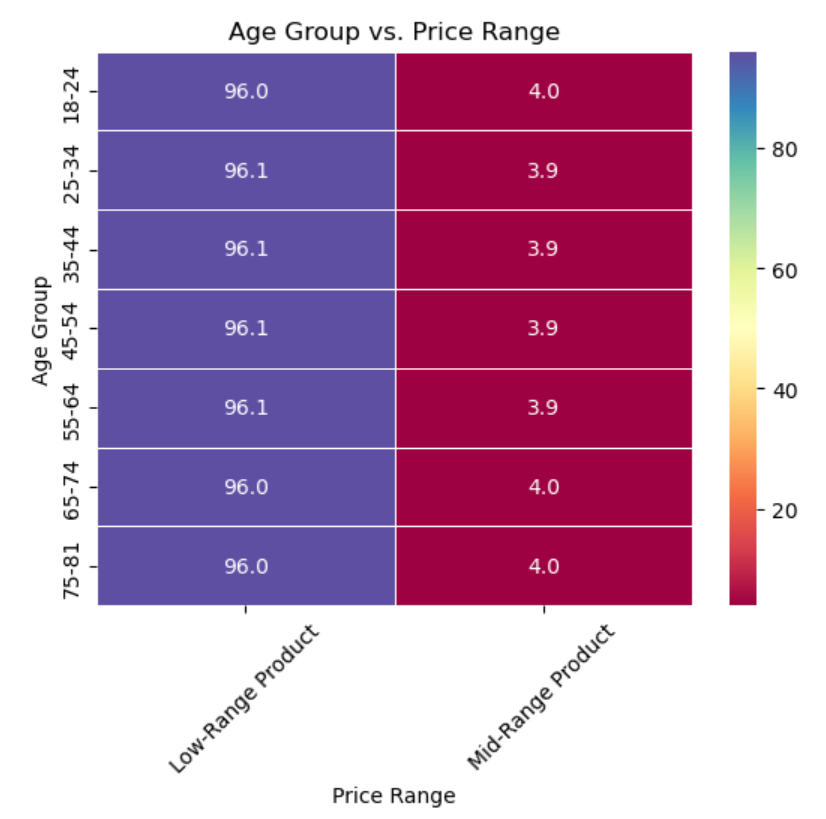 Age Group vs. Price Range
Age Group
18-24 96.0 4.0
25-34 96.1 3.9
35-44 96.1 3.9
45-54 96.1 3.9
55-64 96.1 3.9
65-74 96.0 4.0
75-81 96.0 4.0
Low-Range Product Mid-Range Product
Price Range
80
60
40
20